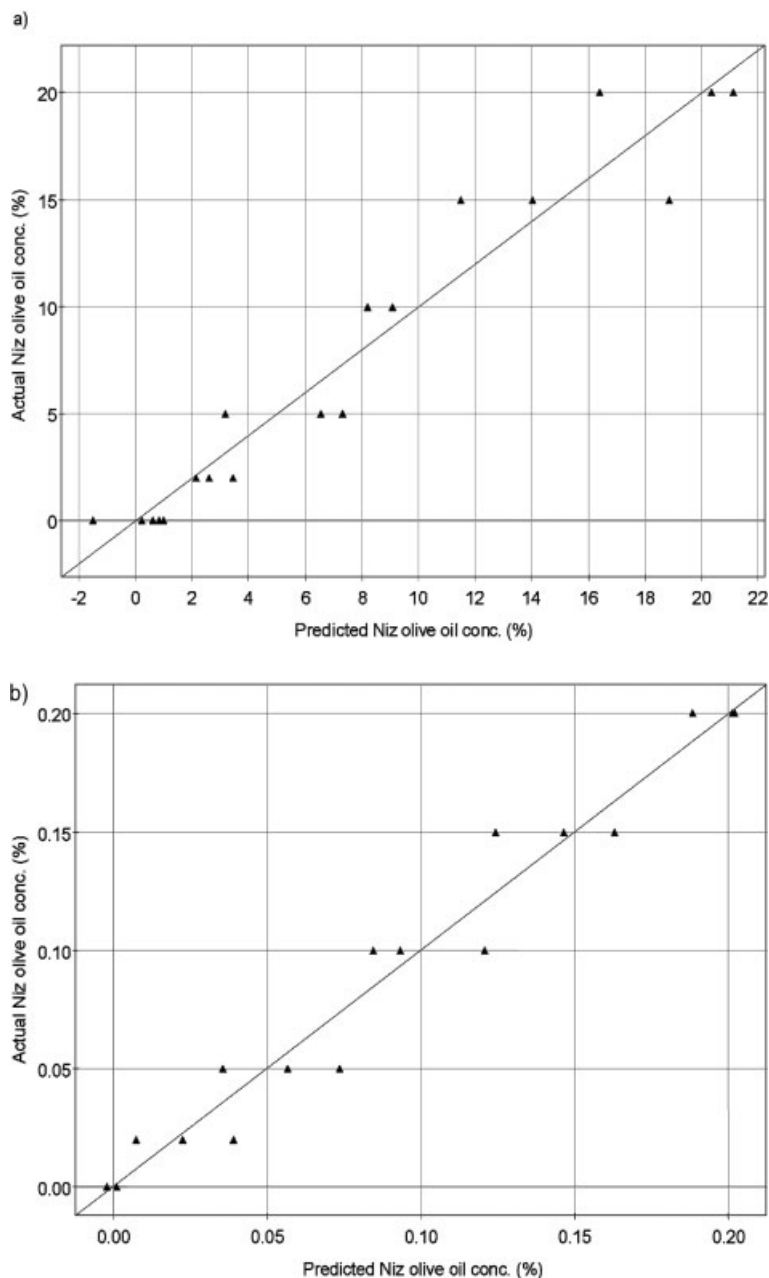 a)
Actual Niz olive oil conc. (%)
20
15
10
5
0
-2 0 2 4 6 8 10 12 14 16 18 20 22
Predicted Niz olive oil conc. (%)
b)
Actual Niz olive oil conc. (%)
0.20
0.15
0.10
0.05
0.00
0.00 0.05 0.10 0.15 0.20
Predicted Niz olive oil conc. (%)